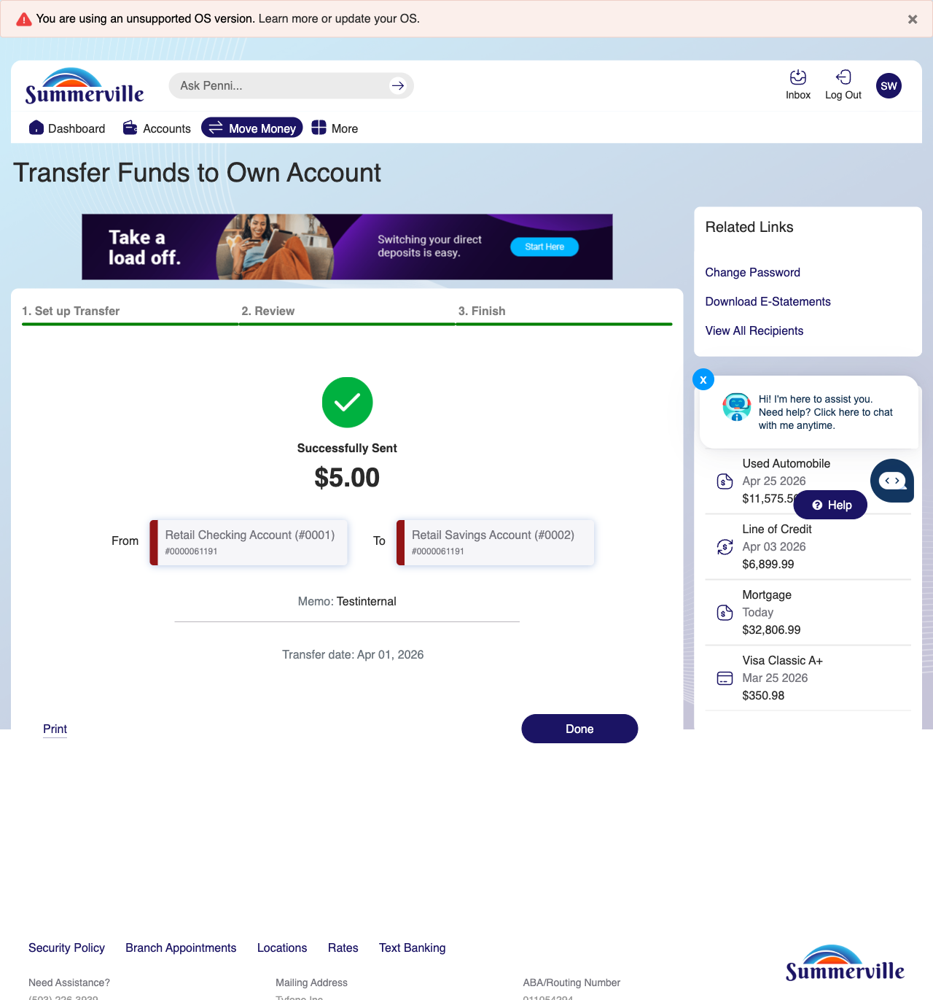 You are using an unsupported OS version. Learn more or update your OS.
Summerville
Ask Penni...
Inbox
Log Out
SW
Dashboard
Accounts
Move Money
More
Transfer Funds to Own Account
Take a
load off.
Switching your direct
deposits is easy.
Start Here
1. Set up Transfer
2. Review
3. Finish
Successfully Sent
$5.00
From
Retail Checking Account (#0001)
#0000061191
To
Retail Savings Account (#0002)
#0000061191
Memo: Testinternal
Transfer date: Apr 01, 2026
Print
Done
Related Links
Change Password
Download E-Statements
View All Recipients
x
Hi! I'm here to assist you.
Need help? Click here to chat
with me anytime.
Used Automobile
Apr 25 2026
$11,575.5
Help
Line of Credit
Apr 03 2026
$6,899.99
Mortgage
Today
$32,806.99
Visa Classic A+
Mar 25 2026
$350.98
Security Policy
Branch Appointments
Locations
Rates
Text Banking
Summerville
Need Assistance?
Mailing Address
ABA/Routing Number